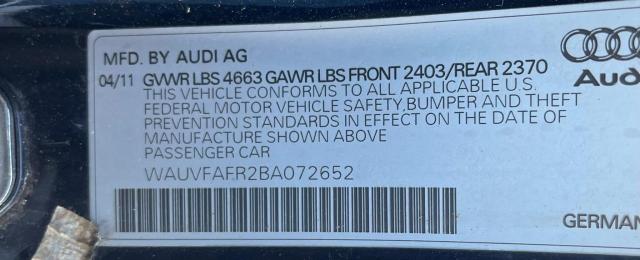 MFD. BY AUDI AG
04/11 GVWR LBS 4663 GAWR LBS FRONT 2403/REAR 2370
THIS VEHICLE CONFORMS TO ALL APPLICABLE U.S.
FEDERAL MOTOR VEHICLE SAFETY,BUMPER AND THEFT
PREVENTION STANDARDS IN EFFECT ON THE DATE OF
MANUFACTURE SHOWN ABOVE
PASSENGER CAR
WAUVFAFR2BA072652
Audi
GERMAN